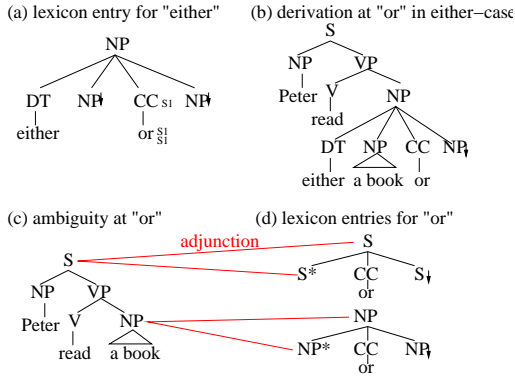 (a) lexicon entry for "either"
NP
DT NP↓ CC S1 NP↓
either or S1 S1
(b) derivation at "or" in either-case
S
NP VP
Peter V NP
read
DT NP CC NP↓
either a book or
(c) ambiguity at "or"
S
NP VP
Peter V NP
read a book
adjunction
(d) lexicon entries for "or"
S
S* CC S↓
or
NP
NP* CC NP↓
or